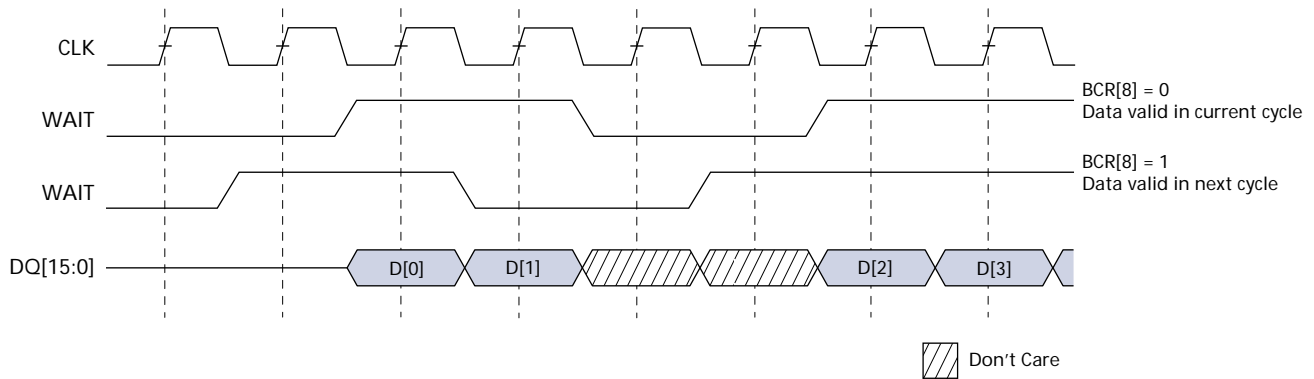 CLK
WAIT
BCR[8] = 0
Data valid in current cycle
WAIT
BCR[8] = 1
Data valid in next cycle
DQ[15:0]
D[0]
D[1]
D[2]
D[3]
Don't Care